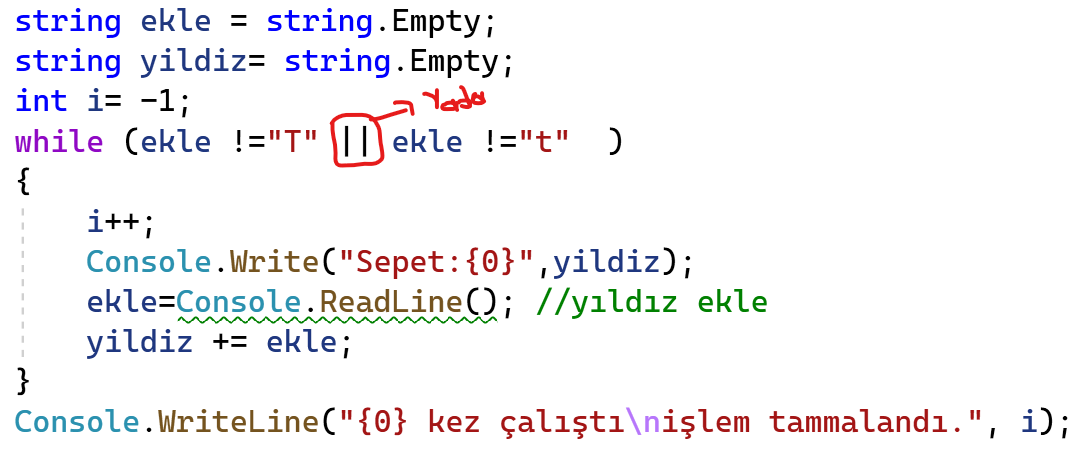 string ekle = string.Empty;
string yildiz= string.Empty;
int i= -1;
Yada
while (ekle !="T" || ekle !="t"  )
{
    i++;
    Console.Write("Sepet:{0}",yildiz);
    ekle=Console.ReadLine(); //yıldız ekle
    yildiz += ekle;
}
Console.WriteLine("{0} kez çalıştı\nişlem tammalandı.", i);